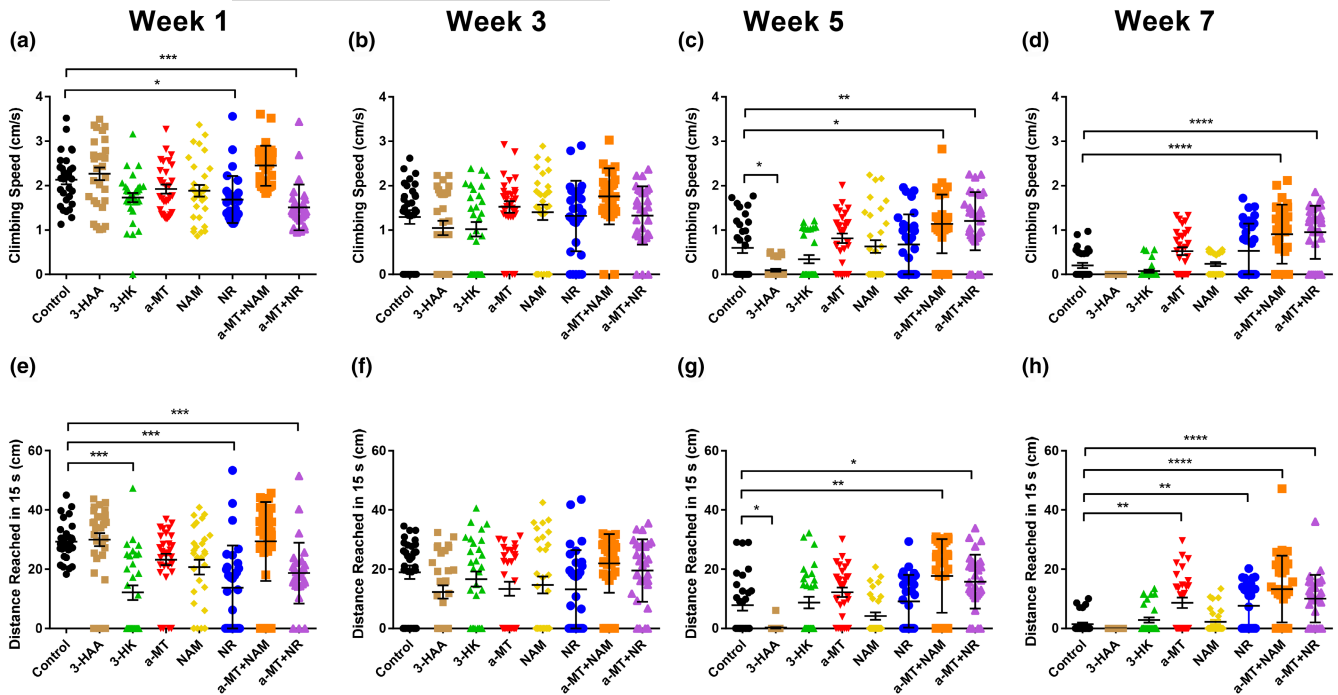 Week 1 Week 3 Week 5 Week 7
(a) (b) (c) (d)
***
*
**
*
*
****
****
Climbing Speed (cm/s)
4
3
2
1
0
Control 3-HAA 3-HK a-MT NAM NR a-MT+NAM a-MT+NR
Climbing Speed (cm/s)
4
3
2
1
0
Control 3-HAA 3-HK a-MT NAM NR a-MT+NAM a-MT+NR
Climbing Speed (cm/s)
4
3
2
1
0
Control 3-HAA 3-HK a-MT NAM NR a-MT+NAM a-MT+NR
Climbing Speed (cm/s)
4
3
2
1
0
Control 3-HAA 3-HK a-MT NAM NR a-MT+NAM a-MT+NR
(e) (f) (g) (h)
***
***
***
*
**
*
****
****
**
**
Distance Reached in 15 s (cm)
60
40
20
0
Control 3-HAA 3-HK a-MT NAM NR a-MT+NAM a-MT+NR
Distance Reached in 15 s (cm)
60
40
20
0
Control 3-HAA 3-HK a-MT NAM NR a-MT+NAM a-MT+NR
Distance Reached in 15 s (cm)
60
40
20
0
Control 3-HAA 3-HK a-MT NAM NR a-MT+NAM a-MT+NR
Distance Reached in 15 s (cm)
60
40
20
0
Control 3-HAA 3-HK a-MT NAM NR a-MT+NAM a-MT+NR